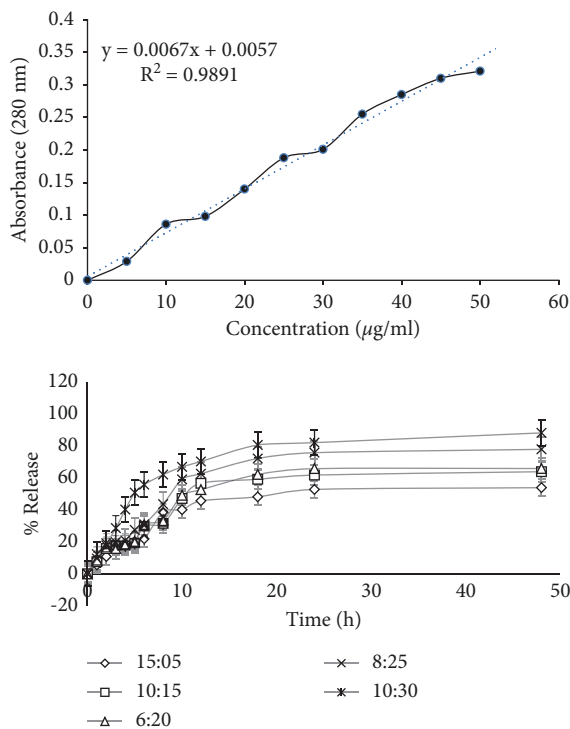 0.4
y = 0.0067x + 0.0057
R² = 0.9891
0.35
0.3
0.25
0.2
0.15
0.1
0.05
0
Absorbance (280 nm)
0 10 20 30 40 50 60
Concentration (μg/ml)
120
100
80
60
40
20
0
-20
% Release
0 10 20 30 40 50
Time (h)
15:05 8:25
10:15 10:30
6:20